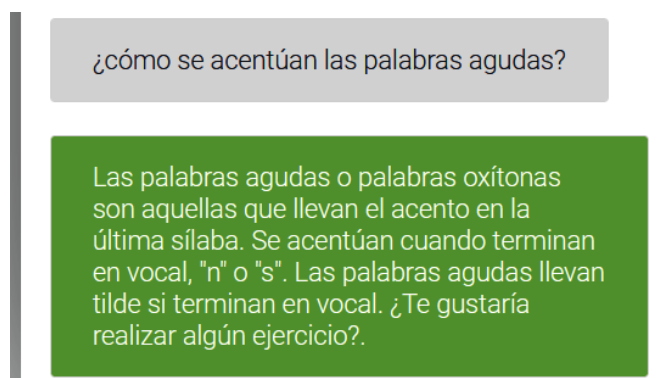 ¿cómo se acentúan las palabras agudas?
Las palabras agudas o palabras oxítonas
son aquellas que llevan el acento en la
última sílaba. Se acentúan cuando terminan
en vocal, "n" o "s". Las palabras agudas llevan
tilde si terminan en vocal. ¿Te gustaría
realizar algún ejercicio?.